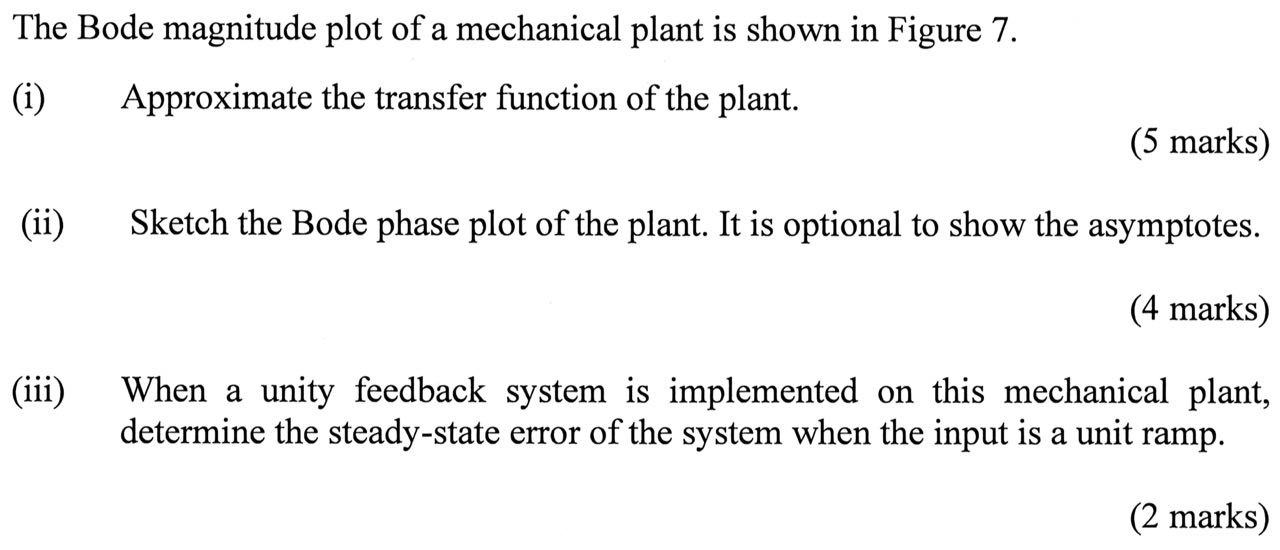 The Bode magnitude plot of a mechanical plant is shown in Figure 7.
(i) Approximate the transfer function of the plant.
(5 marks)
(ii) Sketch the Bode phase plot of the plant. It is optional to show the asymptotes.
(4 marks)
(iii) When a unity feedback system is implemented on this mechanical plant,
determine the steady-state error of the system when the input is a unit ramp.
(2 marks)